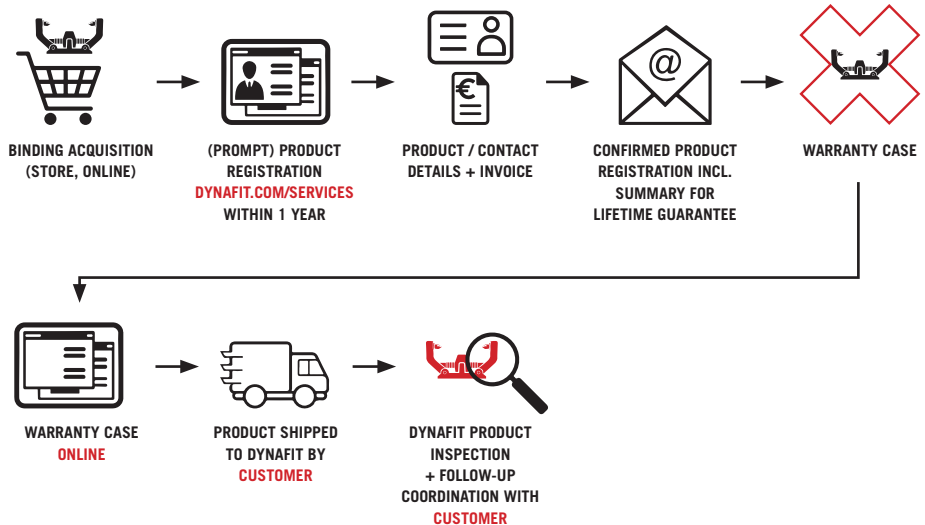 @
€
BINDING ACQUISITION
(STORE, ONLINE)
(PROMPT) PRODUCT
REGISTRATION
DYNAFIT.COM/SERVICES
WITHIN 1 YEAR
PRODUCT / CONTACT
DETAILS + INVOICE
CONFIRMED PRODUCT
REGISTRATION INCL.
SUMMARY FOR
LIFETIME GUARANTEE
WARRANTY CASE
WARRANTY CASE
ONLINE
PRODUCT SHIPPED
TO DYNAFIT BY
CUSTOMER
DYNAFIT PRODUCT
INSPECTION
+ FOLLOW-UP
COORDINATION WITH
CUSTOMER